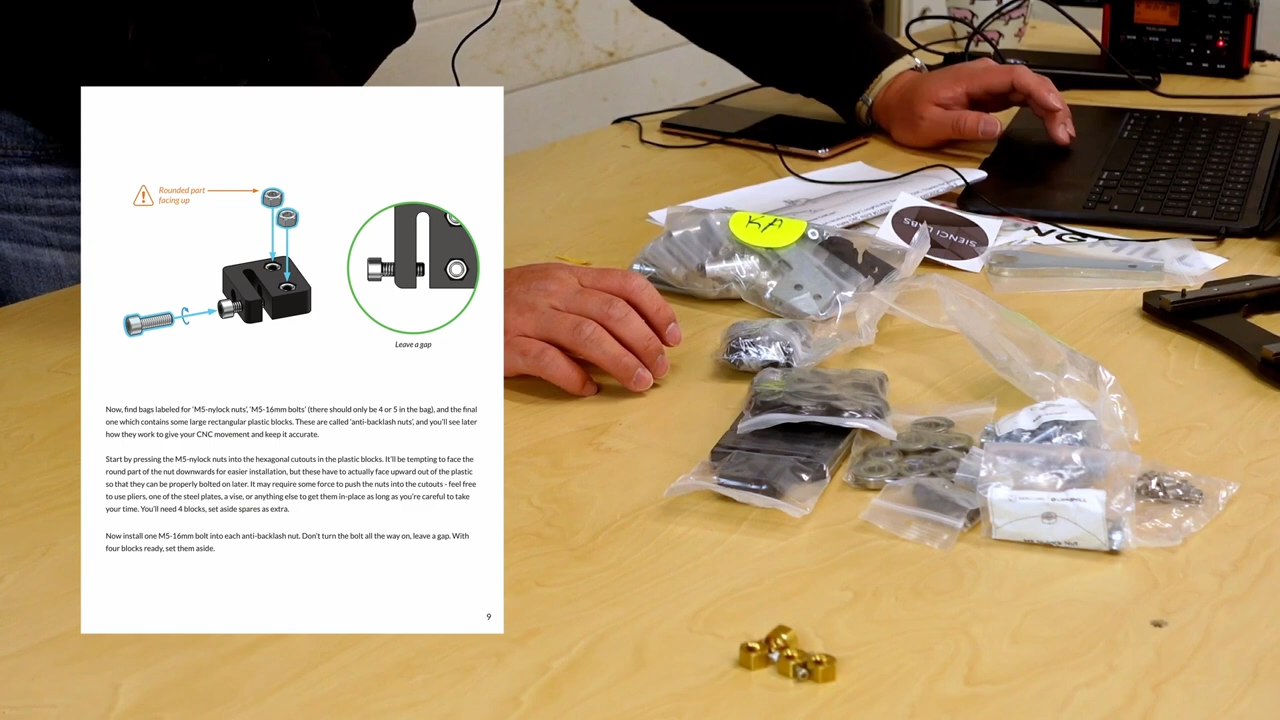 Rounded part
facing up
Leave a gap
Now, find bags labeled for 'M5-nylock nuts', 'M5-16mm bolts' (there should only be 4 or 5 in the bag), and the final
one which contains some large rectangular plastic blocks. These are called 'anti-backlash nuts', and you'll see later
how they work to give your CNC movement and keep it accurate.
Start by pressing the M5-nylock nuts into the hexagonal cutouts in the plastic blocks. It'll be tempting to face the
round part of the nut downwards for easier installation, but these have to actually face upward out of the plastic
so that they can be properly bolted on later. It may require some force to push the nuts into the cutouts - feel free
to use pliers, one of the steel plates, a vise, or anything else to get them in-place as long as you're careful to take
your time. You'll need 4 blocks, set aside spares as extra.
Now install one M5-16mm bolt into each anti-backlash nut. Don't turn the bolt all the way on, leave a gap. With
four blocks ready, set them aside.
9
SIENCI LABS